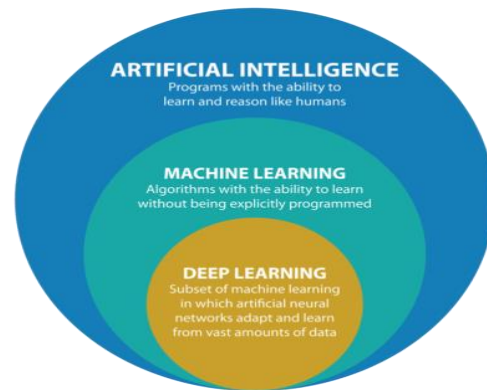 ARTIFICIAL INTELLIGENCE
Programs with the ability to
learn and reason like humans
MACHINE LEARNING
Algorithms with the ability to learn
without being explicitly programmed
DEEP LEARNING
Subset of machine learning
in which artificial neural
networks adapt and learn
from vast amounts of data